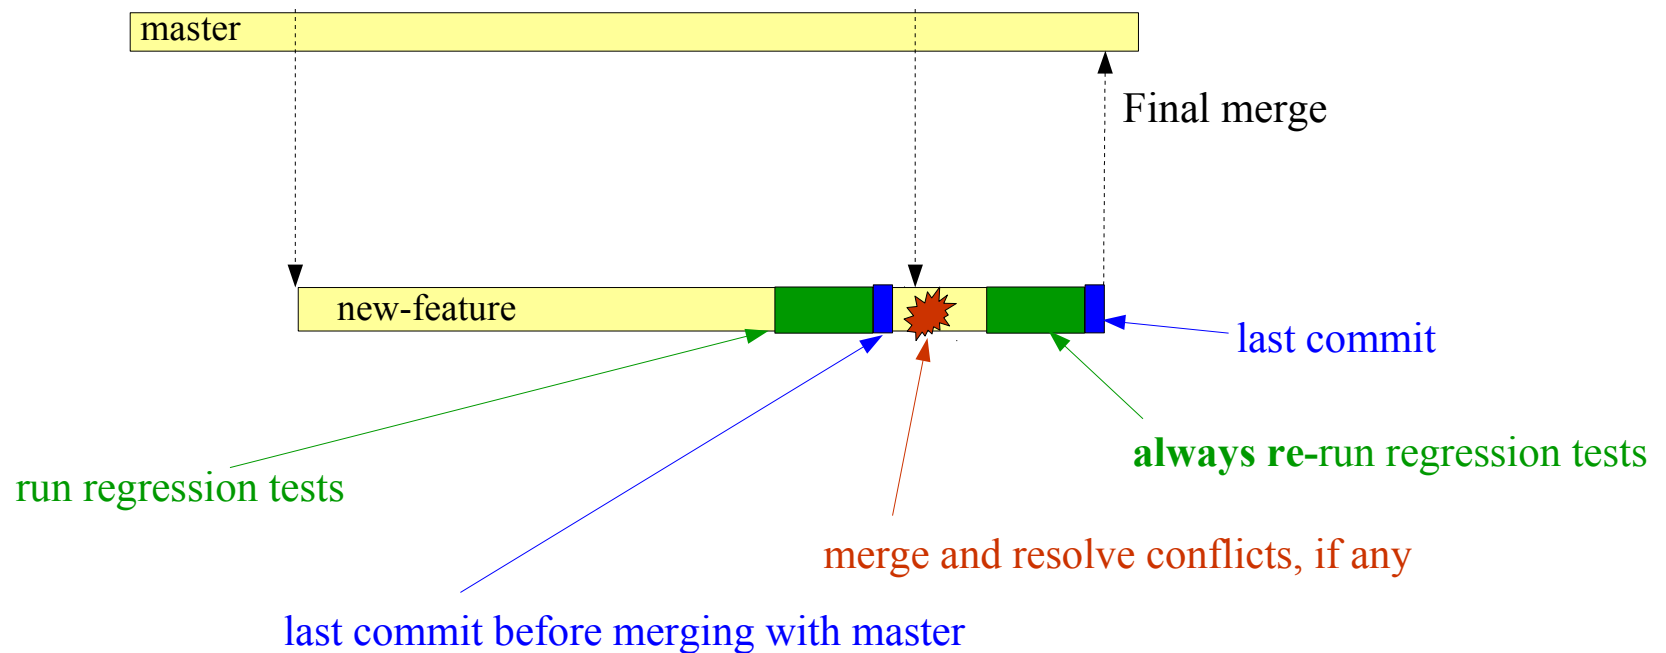 master
Final merge
new-feature
last commit
always re-run regression tests
run regression tests
merge and resolve conflicts, if any
last commit before merging with master